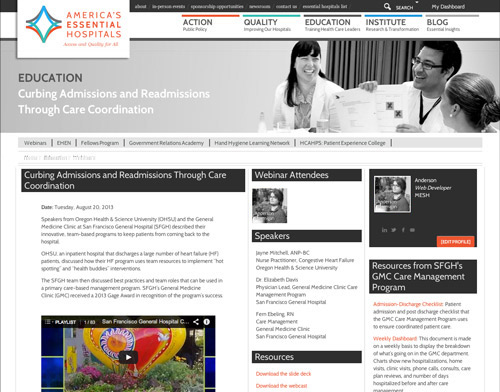 about in-person events sponsorship opportunities newsroom contact us essential hospitals list SEARCH My Dashboard
AMERICA'S
ESSENTIAL
HOSPITALS
Access and Quality for All
ACTION
Public Policy
QUALITY
Improving Our Hospitals
EDUCATION
Training Health Care Leaders
INSTITUTE
Research & Transformation
BLOG
Essential Insights
EDUCATION
Curbing Admissions and Readmissions
Through Care Coordination
Webinars EHEN Fellows Program Government Relations Academy Hand Hygiene Learning Network HCAHPS: Patient Experience College
Home Education Webinars
Curbing Admissions and Readmissions Through Care
Coordination
Date: Tuesday, August 20, 2013
Speakers from Oregon Health & Science University (OHSU) and the General
Medicine Clinic at San Francisco General Hospital (SFGH) described their
innovative, team-based programs to keep patients from coming back to the
hospital.
OHSU, an inpatient hospital that discharges a large number of heart failure (HF)
patients, discussed how their HF program uses team resources to implement "hot
spotting" and "health buddies" interventions.
The SFGH team then discussed best practices and team roles that can be used in
a primary care-based management program. SFGH's General Medicine
Clinic (GMC) received a 2013 Gage Award in recognition of the program's success.
PLAYLIST 1/83 San Francisco General Hospital C...
Webinar Attendees
Speakers
Jayne Mitchell, ANP-BC
Nurse Practitioner, Congestive Heart Failure
Oregon Health & Science University
Dr. Elizabeth Davis
Physician Lead, General Medicine Clinic Care
Management Program
San Francisco General Hospital
Fern Ebeling, RN
Care Management
General Medicine Clinic
San Francisco General Hospital
Resources
Download the slide deck
Download the webcast
Anderson
Web Developer
MESH
[EDIT PROFILE]
Resources from SFGH's
GMC Care Management
Program
Admission-Discharge Checklist: Patient
admission and post discharge checklist that
the GMC Care Management Program uses
to ensure coordinated patient care.
Weekly Dashboard: This document is made
on a weekly basis to display the breakdown
of what's going on in the GMC department.
Charts show new hospitalizations, home
visits, clinic visits, phone calls, consults, care
plan reviews, and number of days
hospitalized before and after care